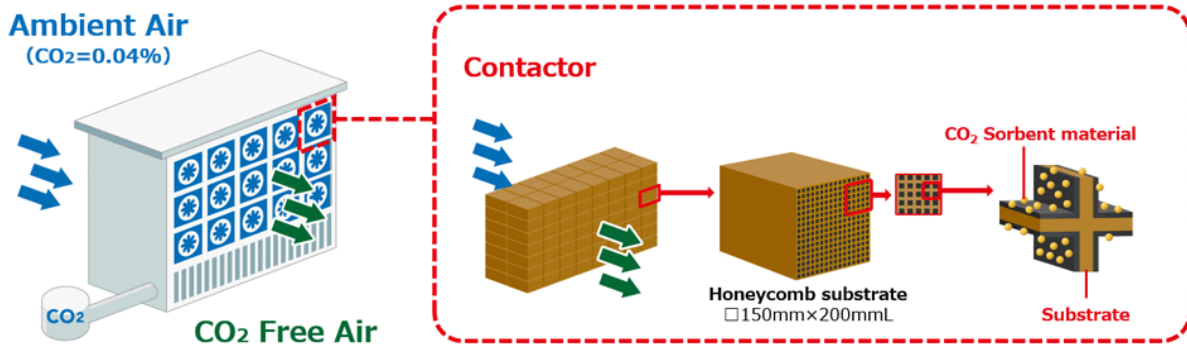 Ambient Air
(CO2=0.04%)
CO2
CO2 Free Air
Contactor
Honeycomb substrate
□150mm×200mmL
CO2 Sorbent material
Substrate